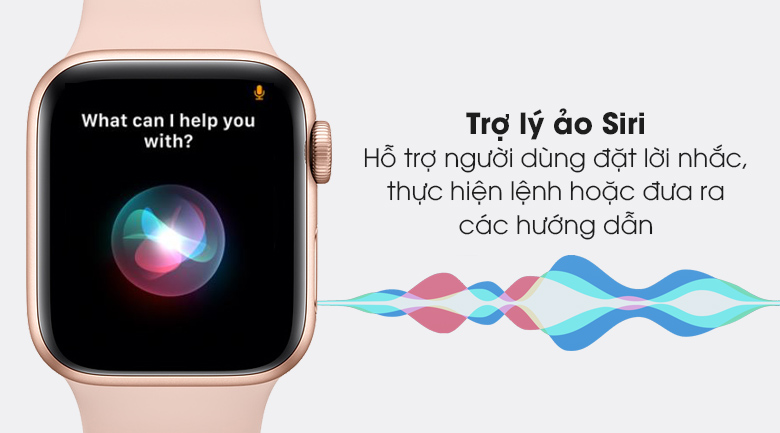 What can I help you
with?
Trợ lý ảo Siri
Hỗ trợ người dùng đặt lời nhắc,
thực hiện lệnh hoặc đưa ra
các hướng dẫn